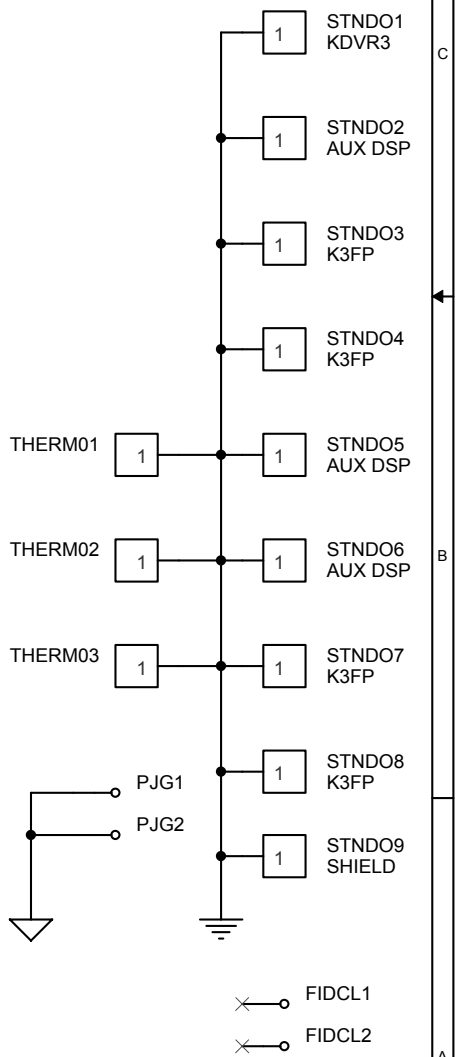 1
STNDO1
KDVR3
C
1
STNDO2
AUX DSP
1
STNDO3
K3FP
1
STNDO4
K3FP
THERM01
1
1
STNDO5
AUX DSP
THERM02
1
1
STNDO6
AUX DSP
B
THERM03
1
1
STNDO7
K3FP
1
STNDO8
K3FP
PJG1
PJG2
1
STNDO9
SHIELD
FIDCL1
FIDCL2
A